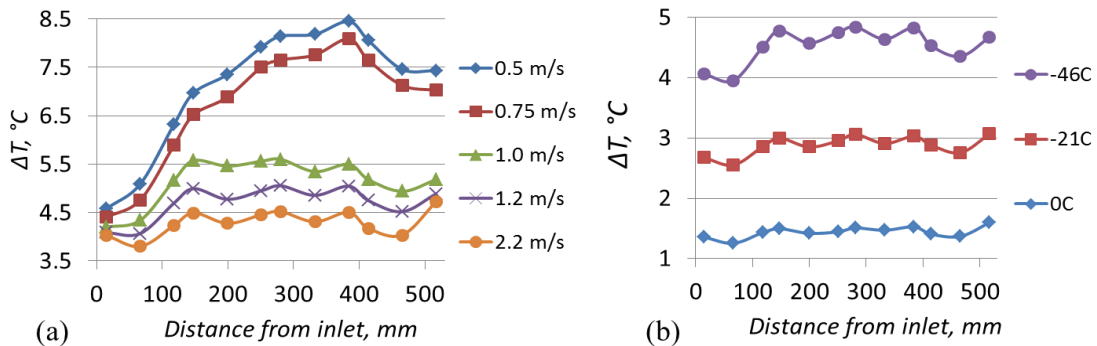 8.5
7.5
6.5
5.5
4.5
3.5
ΔT, °C
0 100 200 300 400 500
Distance from inlet, mm
(a)
0.5 m/s
0.75 m/s
1.0 m/s
1.2 m/s
2.2 m/s
5
4
3
2
1
ΔT, °C
0 100 200 300 400 500
Distance from inlet, mm
(b)
-46C
-21C
0C